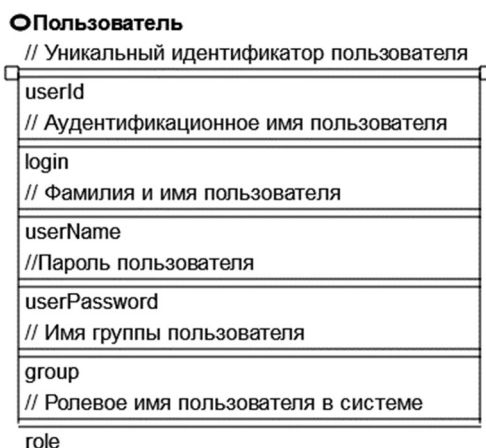 Пользователь
// Уникальный идентификатор пользователя
userId
// Аудентификационное имя пользователя
login
// Фамилия и имя пользователя
userName
//Пароль пользователя
userPassword
// Имя группы пользователя
group
// Ролевое имя пользователя в системе
role